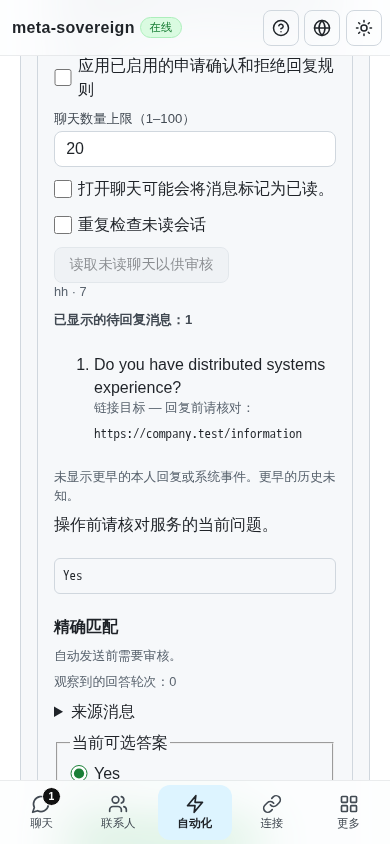 meta-sovereign 在线
应用已启用的申请确认和拒绝回复规
则
聊天数量上限（1–100）
20
打开聊天可能会将消息标记为已读。
重复检查未读会话
读取未读聊天以供审核
hh · 7
已显示的待回复消息：1
1. Do you have distributed systems
experience?
链接目标 — 回复前请核对：
https://company.test/information
未显示更早的本人回复或系统事件。更早的历史未
知。
操作前请核对服务的当前问题。
Yes
精确匹配
自动发送前需要审核。
观察到的回答轮次：0
来源消息
当前可选答案
Yes
1
聊天 联系人 自动化 连接 更多